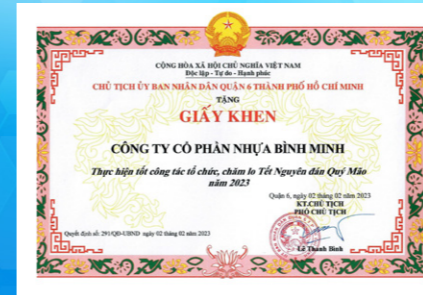 CỘNG HÒA XÃ HỘI CHỦ NGHĨA VIỆT NAM
Độc lập - Tự do - Hạnh phúc
CHỦ TỊCH ỦY BAN NHÂN DÂN QUẬN 6 THÀNH PHỐ HỒ CHÍ MINH
TẶNG
GIẤY KHEN
CÔNG TY CỔ PHẦN NHỰA BÌNH MINH
Thực hiện tốt công tác tổ chức, chăm lo Tết Nguyên đán Quý Mão
năm 2023
Quận 6, ngày 02 tháng 02 năm 2023
KT.CHỦ TỊCH
PHÓ CHỦ TỊCH
Quyết định số: 291/QĐ-UBND ngày 02 tháng 02 năm 2023
Lê Thanh Bình